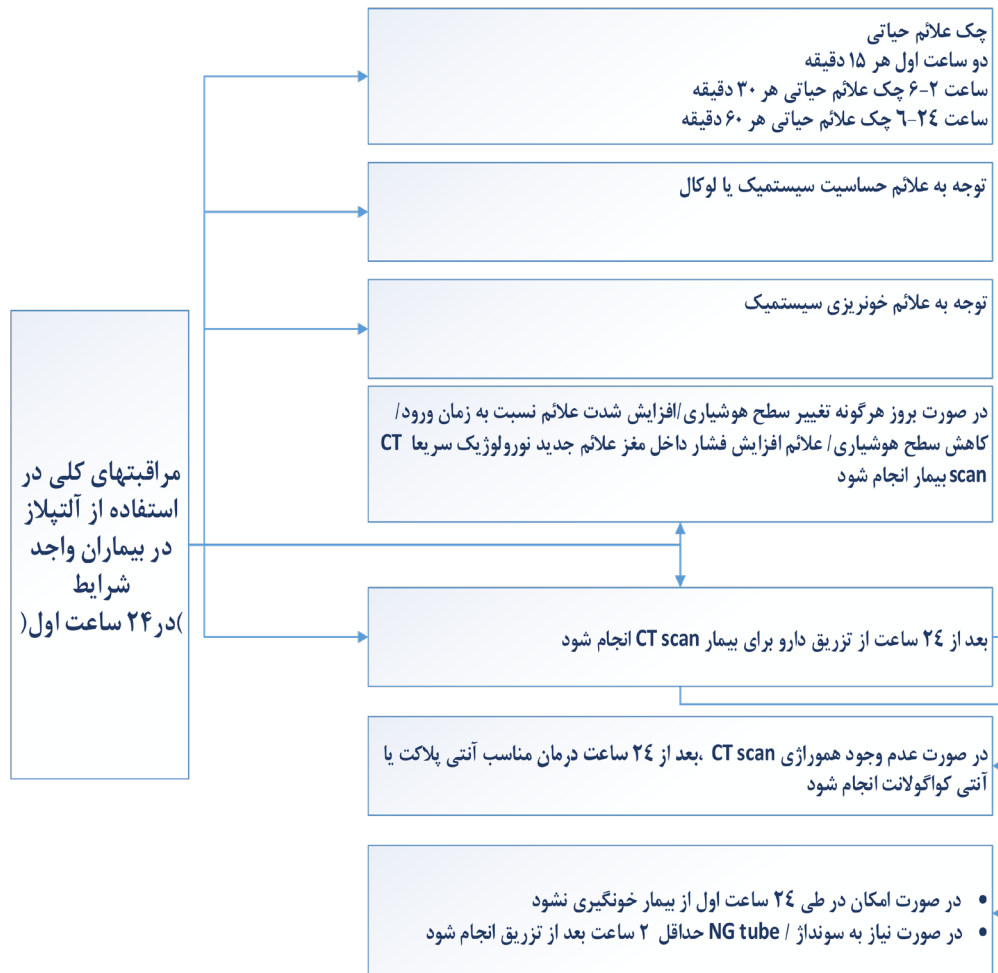 چک علائم حیاتی
دو ساعت اول هر ۱۵ دقیقه
ساعت ۲-۶ چک علائم حیاتی هر ۳۰ دقیقه
ساعت ٢٤-٦ چک علائم حیاتی هر ۶۰ دقیقه
توجه به علائم حساسیت سیستمیک یا لوکال
توجه به علائم خونریزی سیستمیک
در صورت بروز هرگونه تغییر سطح هوشیاری/افزایش شدت علائم نسبت به زمان ورود/
کاهش سطح هوشیاری/ علائم افزایش فشار داخل مغز علائم جدید نورولوژیک سریعا CT
scan بیمار انجام شود
مراقبتهای کلی در
استفاده از آلتپلاز
در بیماران واجد
شرایط
)در۲۴ ساعت اول(
بعد از ٢٤ ساعت از تزریق دارو برای بیمار CT scan انجام شود
در صورت عدم وجود هموراژی CT scan ،بعد از ٢٤ ساعت درمان مناسب آنتی پلاکت یا
آنتی کواگولانت انجام شود
• در صورت امکان در طی ٢٤ ساعت اول از بیمار خونگیری نشود
• در صورت نیاز به سونداژ / NG tube حداقل ۲ ساعت بعد از تزریق انجام شود